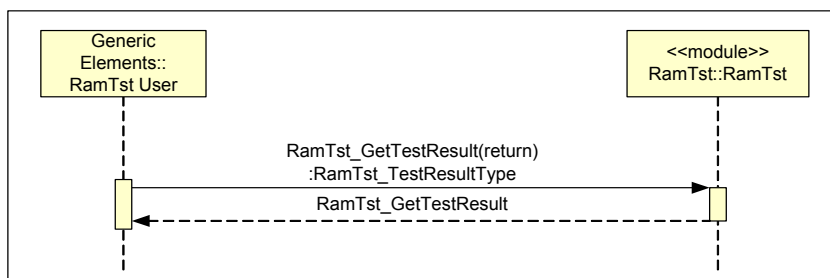 Generic
Elements::
RamTst User
<<module>>
RamTst::RamTst
RamTst_GetTestResult(return)
:RamTst_TestResultType
RamTst_GetTestResult